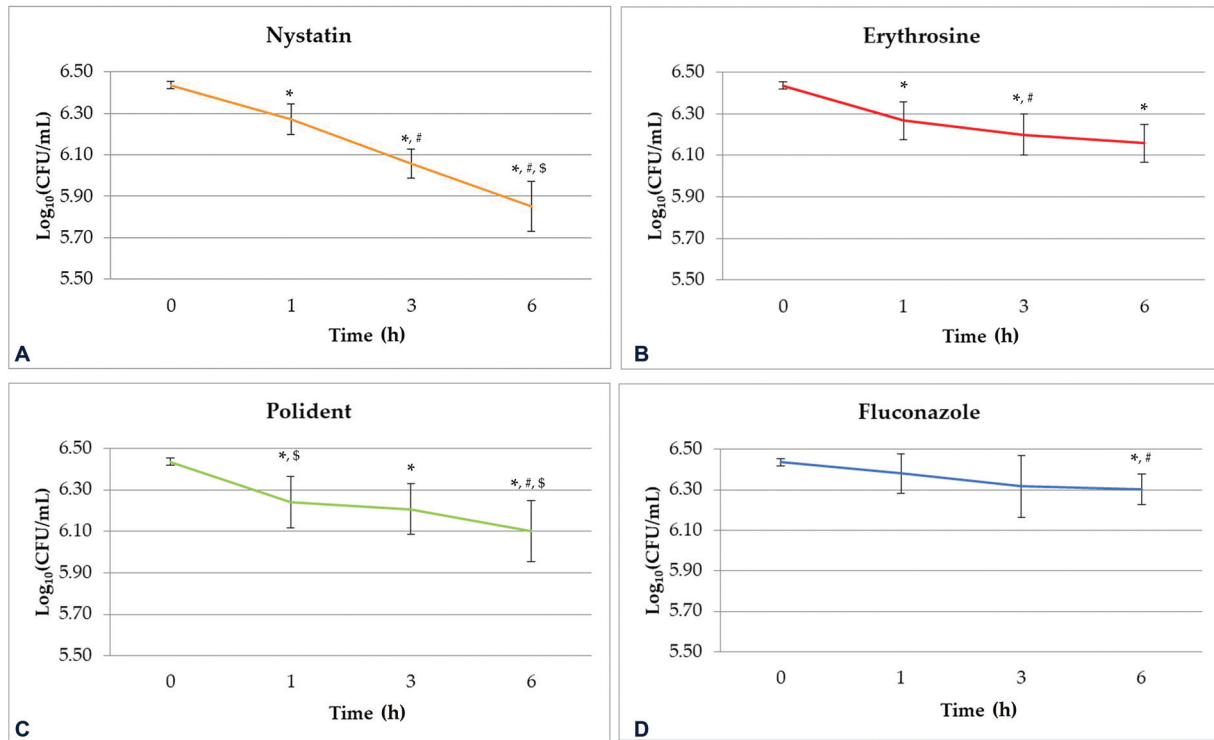 Nystatin
6.50
6.30
6.10
5.90
5.70
5.50
Log₁₀(CFU/mL)
*
*, #
*, #, $
0 1 3 6
Time (h)
A
Erythrosine
6.50
6.30
6.10
5.90
5.70
5.50
Log₁₀(CFU/mL)
*
*, #
*
0 1 3 6
Time (h)
B
Polident
6.50
6.30
6.10
5.90
5.70
5.50
Log₁₀(CFU/mL)
*, $
*
*, #, $
0 1 3 6
Time (h)
C
Fluconazole
6.50
6.30
6.10
5.90
5.70
5.50
Log₁₀(CFU/mL)
*, #
0 1 3 6
Time (h)
D